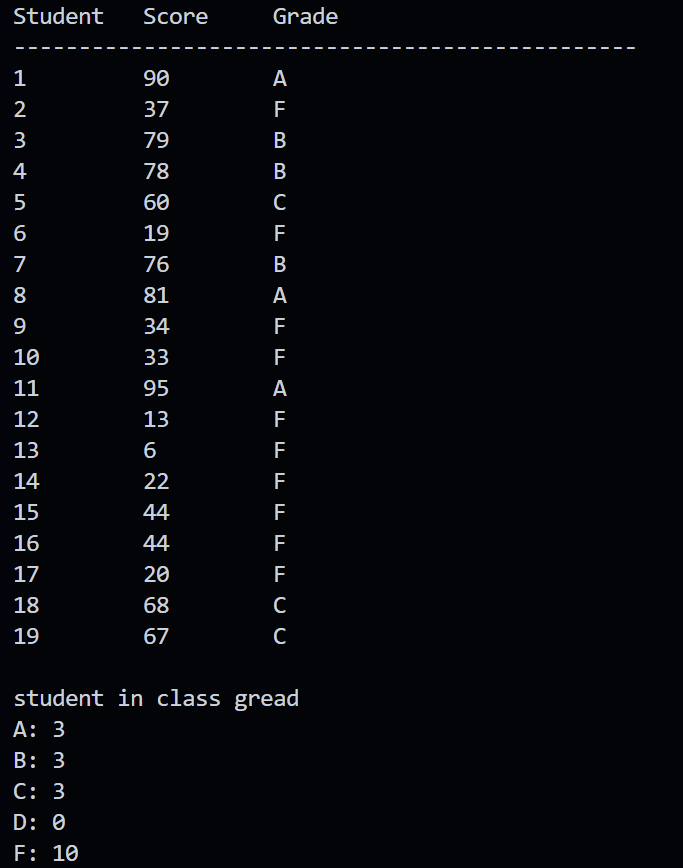 Student Score Grade
------------------------------------------------
1 90 A
2 37 F
3 79 B
4 78 B
5 60 C
6 19 F
7 76 B
8 81 A
9 34 F
10 33 F
11 95 A
12 13 F
13 6 F
14 22 F
15 44 F
16 44 F
17 20 F
18 68 C
19 67 C
student in class gread
A: 3
B: 3
C: 3
D: 0
F: 10